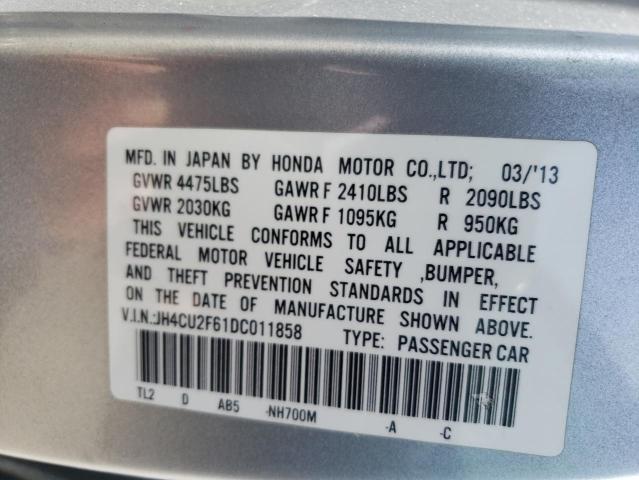 MFD. IN JAPAN BY HONDA MOTOR CO.,LTD; 03/'13
GVWR 4475LBS GAWR F 2410LBS R 2090LBS
GVWR 2030KG GAWR F 1095KG R 950KG
THIS VEHICLE CONFORMS TO ALL APPLICABLE
FEDERAL MOTOR VEHICLE SAFETY ,BUMPER,
AND THEFT PREVENTION STANDARDS IN EFFECT
ON THE DATE OF MANUFACTURE SHOWN ABOVE.
V.I.N.:JH4CU2F61DC011858 TYPE: PASSENGER CAR
TL2 D AB5 -NH700M -A -C